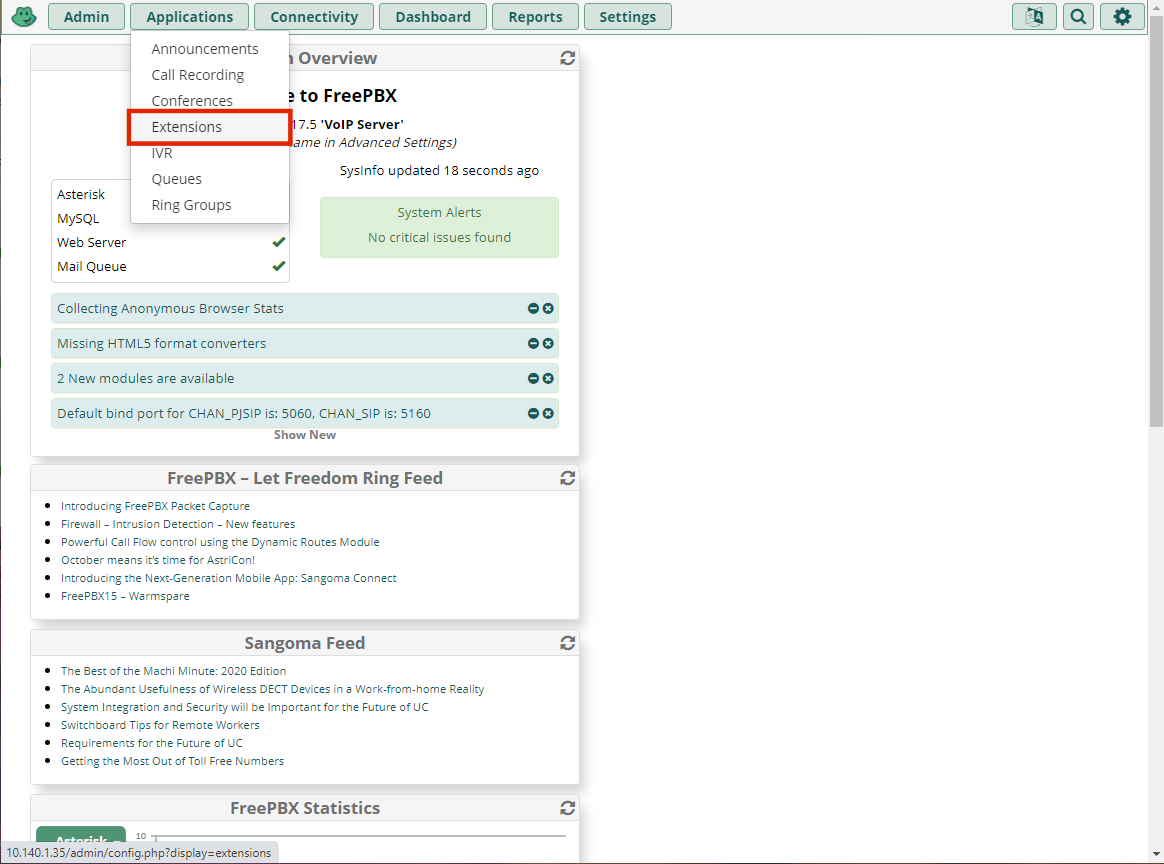 Admin Applications Connectivity Dashboard Reports Settings
Announcements
Call Recording
Conferences
Extensions
IVR
Queues
Ring Groups
Overview
to FreePBX
17.5 'VoIP Server'
in Advanced Settings)
SysInfo updated 18 seconds ago
Asterisk
MySQL
Web Server
Mail Queue
System Alerts
No critical issues found
Collecting Anonymous Browser Stats
Missing HTML5 format converters
2 New modules are available
Default bind port for CHAN_PJSIP is: 5060, CHAN_SIP is: 5160
Show New
FreePBX – Let Freedom Ring Feed
Introducing FreePBX Packet Capture
Firewall – Intrusion Detection – New features
Powerful Call Flow control using the Dynamic Routes Module
October means it's time for AstriCon!
Introducing the Next-Generation Mobile App: Sangoma Connect
FreePBX15 – Warmspare
Sangoma Feed
The Best of the Machi Minute: 2020 Edition
The Abundant Usefulness of Wireless DECT Devices in a Work-from-home Reality
System Integration and Security will be Important for the Future of UC
Switchboard Tips for Remote Workers
Requirements for the Future of UC
Getting the Most Out of Toll Free Numbers
FreePBX Statistics
Asterisk
10
10.140.1.35/admin/config.php?display=extensions